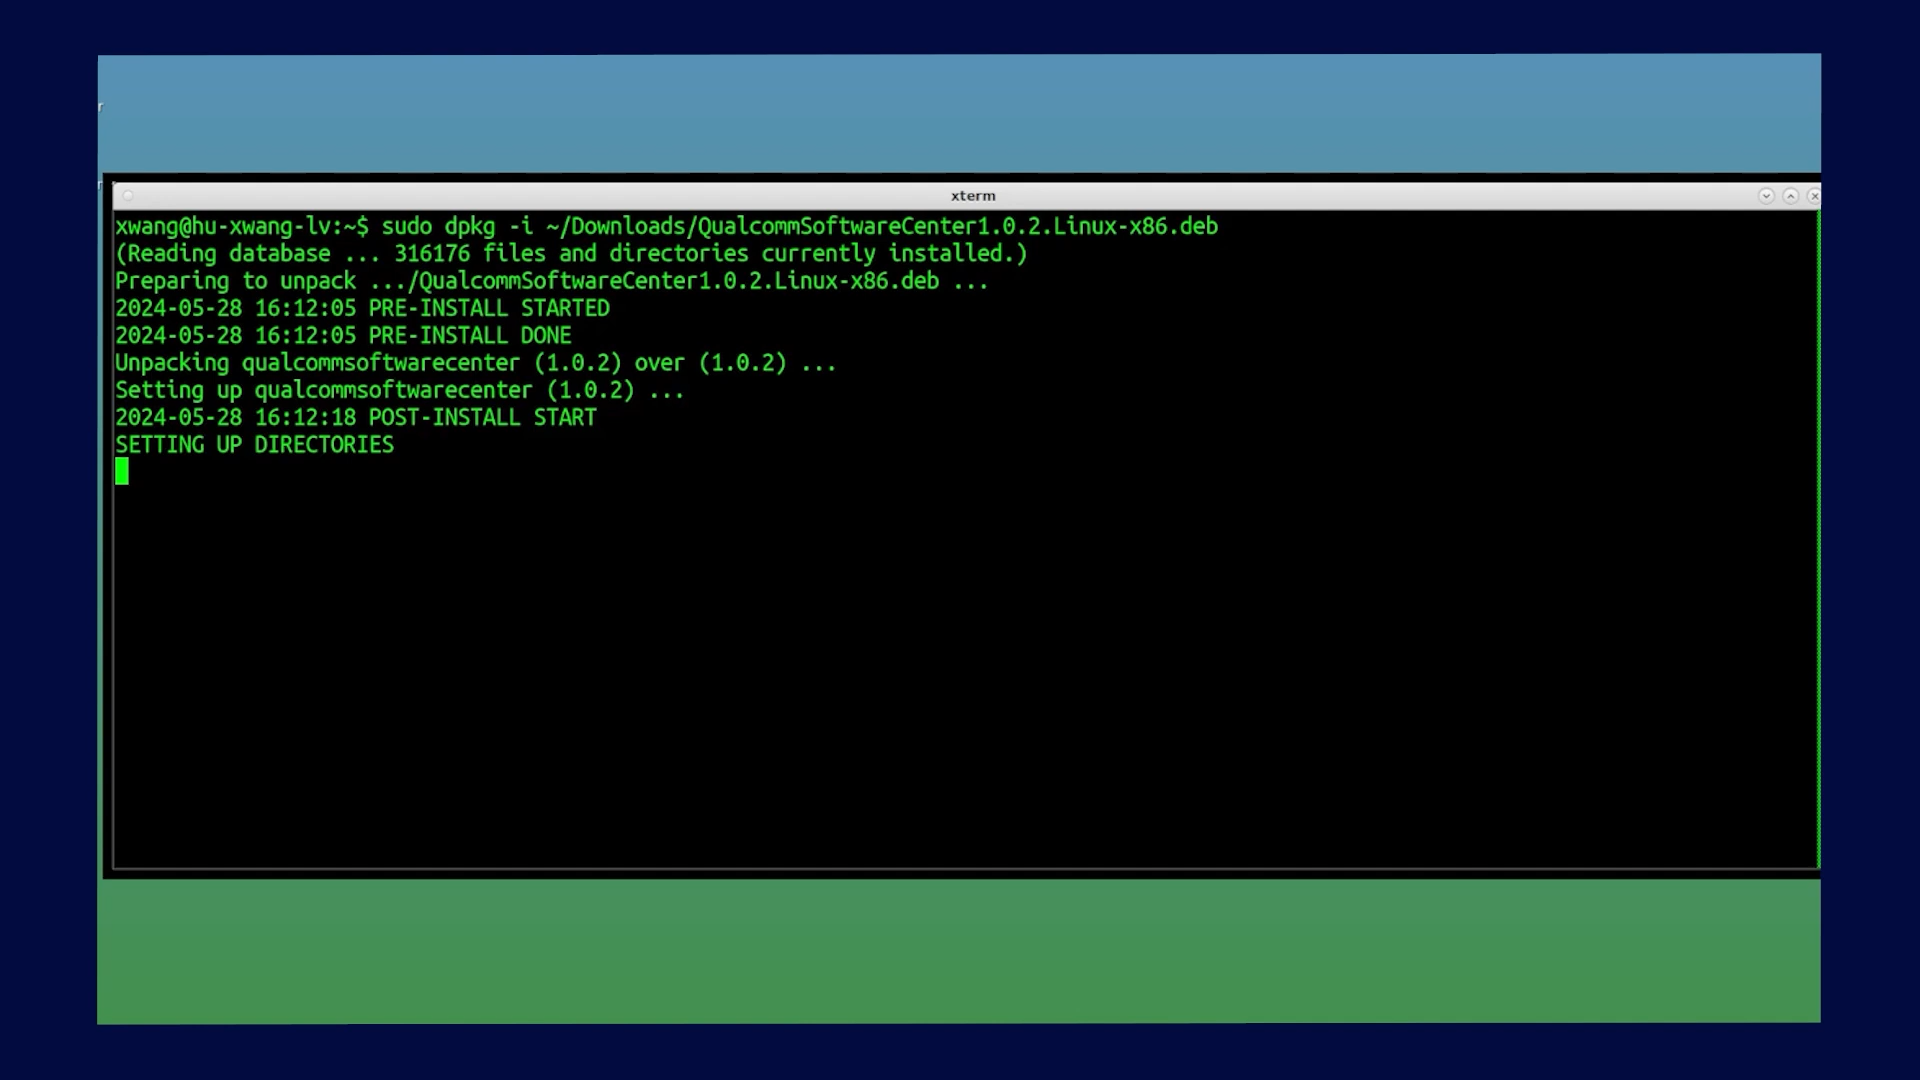 xterm
xwang@hu-xwang-lv:~$ sudo dpkg -i ~/Downloads/QualcommSoftwareCenter1.0.2.Linux-x86.deb
(Reading database ... 316176 files and directories currently installed.)
Preparing to unpack .../QualcommSoftwareCenter1.0.2.Linux-x86.deb ...
2024-05-28 16:12:05 PRE-INSTALL STARTED
2024-05-28 16:12:05 PRE-INSTALL DONE
Unpacking qualcommsoftwarecenter (1.0.2) over (1.0.2) ...
Setting up qualcommsoftwarecenter (1.0.2) ...
2024-05-28 16:12:18 POST-INSTALL START
SETTING UP DIRECTORIES